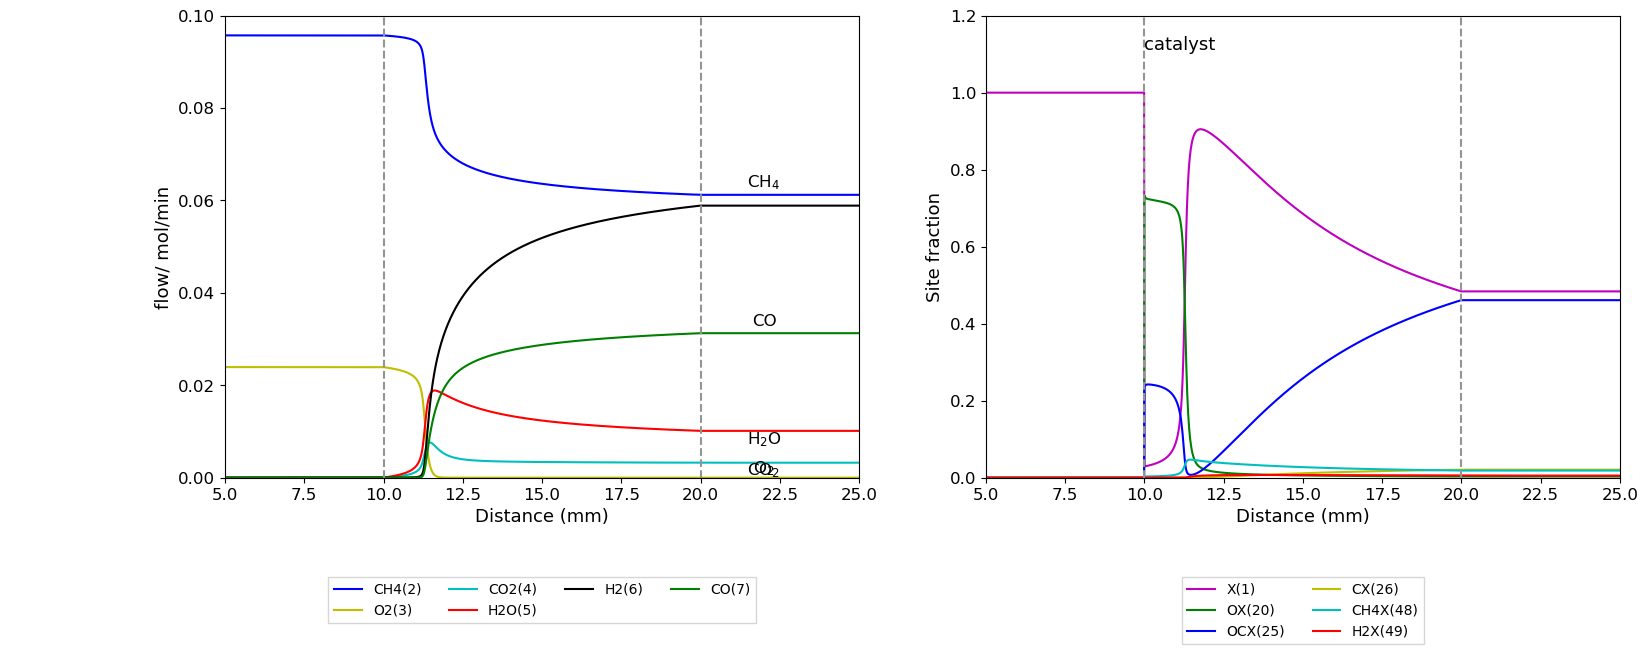 0.10
0.08
0.06
0.04
0.02
0.00
flow/ mol/min
CH4
CO
H2O
O2
CO2
5.0 7.5 10.0 12.5 15.0 17.5 20.0 22.5 25.0
Distance (mm)
CH4(2) CO2(4) H2(6) CO(7)
O2(3) H2O(5)
1.2
1.0
0.8
0.6
0.4
0.2
0.0
Site fraction
catalyst
5.0 7.5 10.0 12.5 15.0 17.5 20.0 22.5 25.0
Distance (mm)
X(1) CX(26)
OX(20) CH4X(48)
OCX(25) H2X(49)